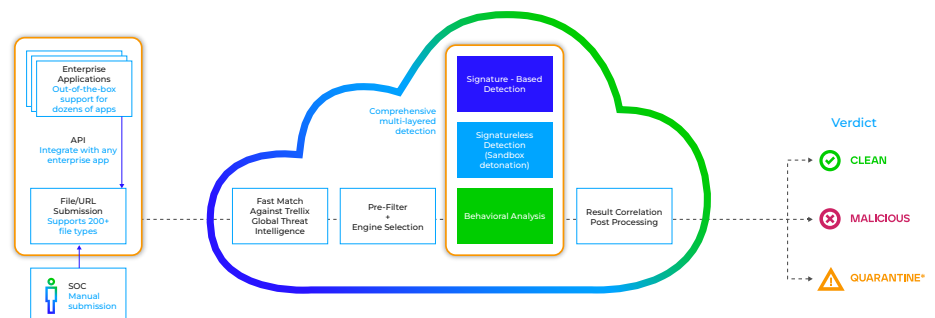 Enterprise
Applications
Out-of-the-box
support for
dozens of apps
API
Integrate with any
enterprise app
File/URL
Submission
Supports 200+
file types
SOC
Manual
submission
Comprehensive
multi-layered
detection
Fast Match
Against Trellix
Global Threat
Intelligence
Pre-Filter
+
Engine Selection
Signature - Based
Detection
Signatureless
Detection
(Sandbox
detonation)
Behavioral Analysis
Result Correlation
Post Processing
Verdict
CLEAN
MALICIOUS
QUARANTINE*